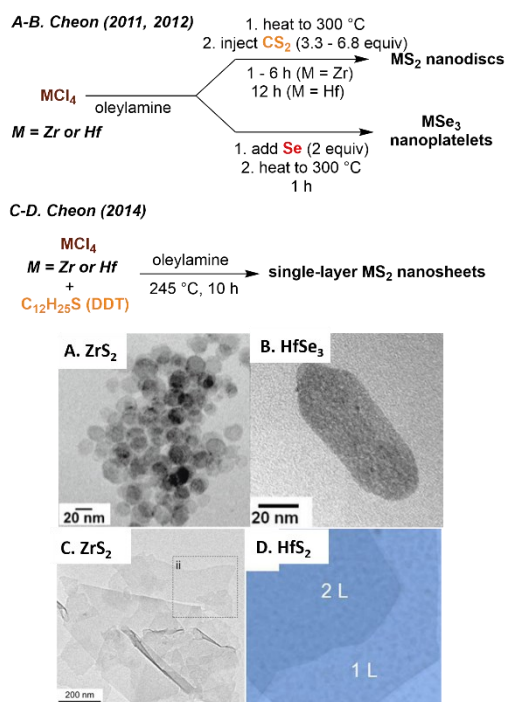 A-B. Cheon (2011, 2012)
1. heat to 300 °C
2. inject CS₂ (3.3 - 6.8 equiv)
1 - 6 h (M = Zr)
12 h (M = Hf)
MS₂ nanodiscs
MCl₄
oleylamine
M = Zr or Hf
1. add Se (2 equiv)
2. heat to 300 °C
1 h
MSe₃
nanoplatelets
C-D. Cheon (2014)
MCl₄
M = Zr or Hf
+
C₁₂H₂₅S (DDT)
oleylamine
245 °C, 10 h
single-layer MS₂ nanosheets
A. ZrS₂
20 nm
B. HfSe₃
20 nm
C. ZrS₂
ii
200 nm
D. HfS₂
2 L
1 L